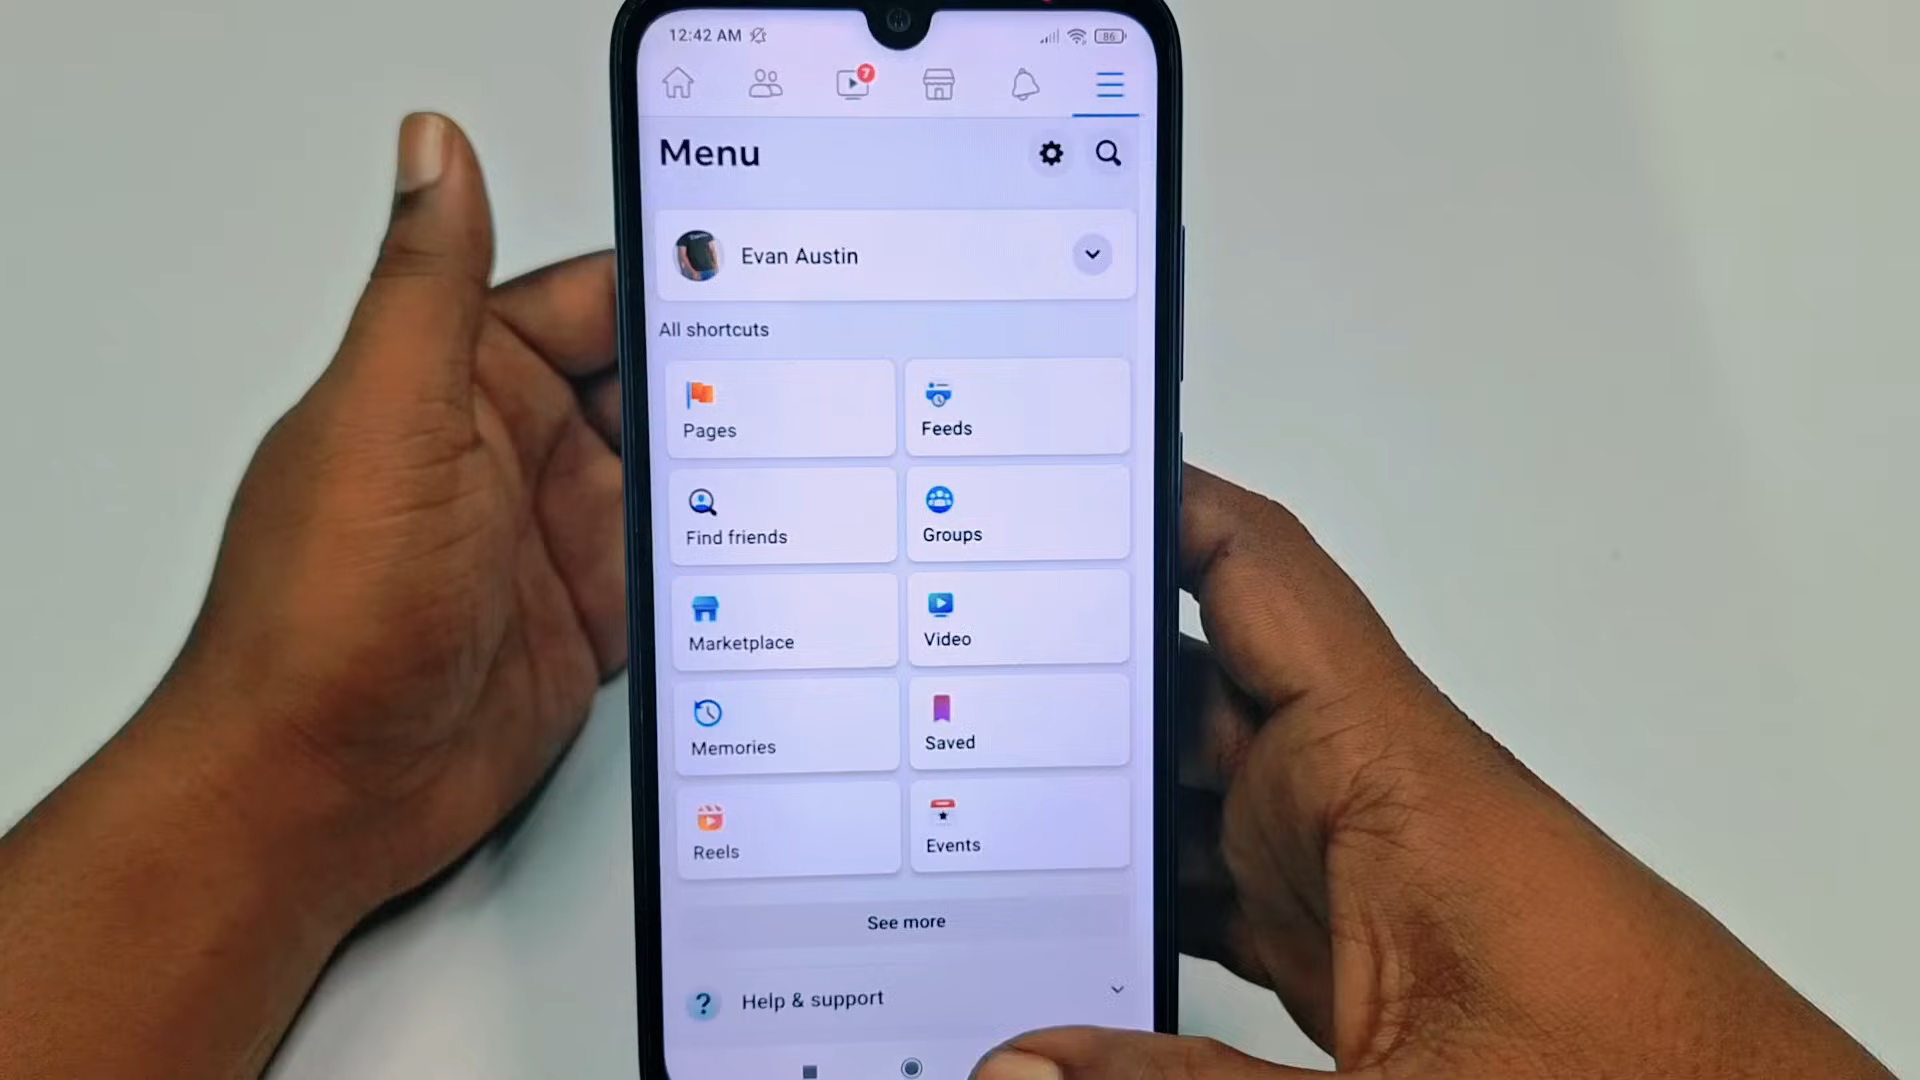 12:42 AM
86
7
Menu
Evan Austin
All shortcuts
Pages
Feeds
Find friends
Groups
Marketplace
Video
Memories
Saved
Reels
Events
See more
? Help & support